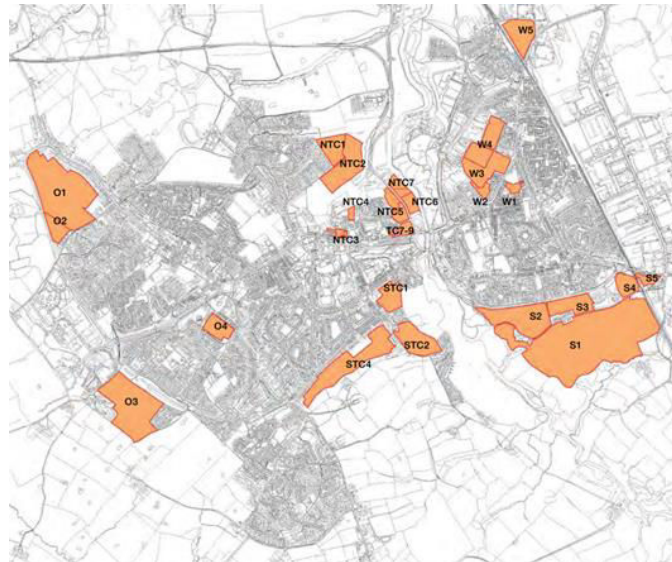 W5
NTC1
W4
NTC2
W3
NTC7
O1
W2
W1
NTC4
NTC5
NTC6
O2
TC7-9
NTC3
S5
STC1
S4
S3
S2
O4
STC2
S1
STC4
O3